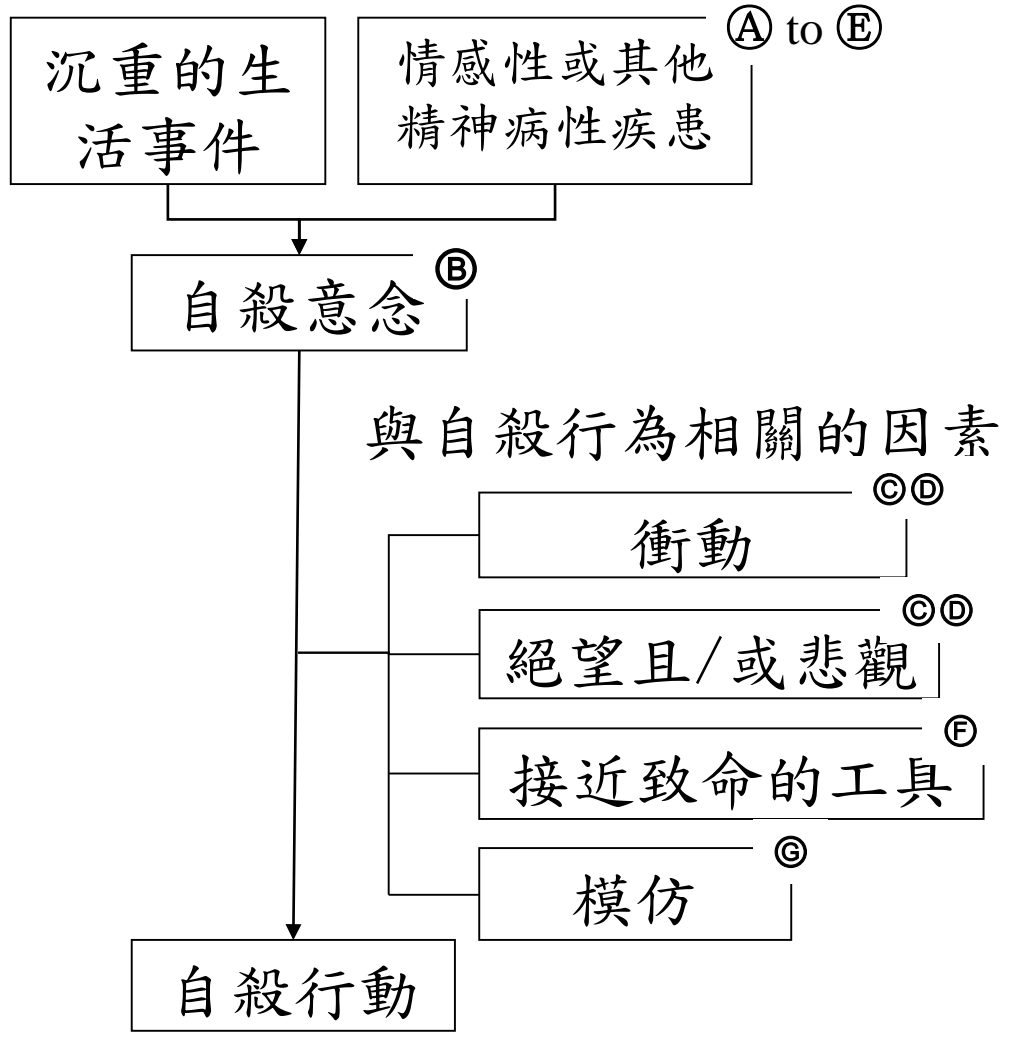 沉重的生
活事件
Ⓐ to Ⓔ
情感性或其他
精神病性疾患
Ⓑ
自殺意念
與自殺行為相關的因素
ⒸⒹ
衝動
ⒸⒹ
絕望且/或悲觀
Ⓕ
接近致命的工具
Ⓖ
模仿
自殺行動